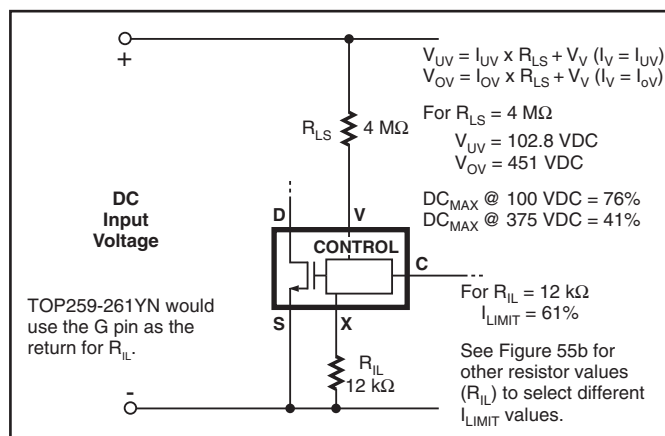 +
V_UV = I_UV x R_LS + V_V (I_V = I_UV)
V_OV = I_OV x R_LS + V_V (I_V = I_oV)
For R_LS = 4 MΩ
V_UV = 102.8 VDC
V_OV = 451 VDC
DC_MAX @ 100 VDC = 76%
DC_MAX @ 375 VDC = 41%
R_LS 4 MΩ
DC
Input
Voltage
D
V
CONTROL
C
S
X
TOP259-261YN would
use the G pin as the
return for R_IL.
For R_IL = 12 kΩ
I_LIMIT = 61%
See Figure 55b for
other resistor values
(R_IL) to select different
I_LIMIT values.
R_IL
12 kΩ
-